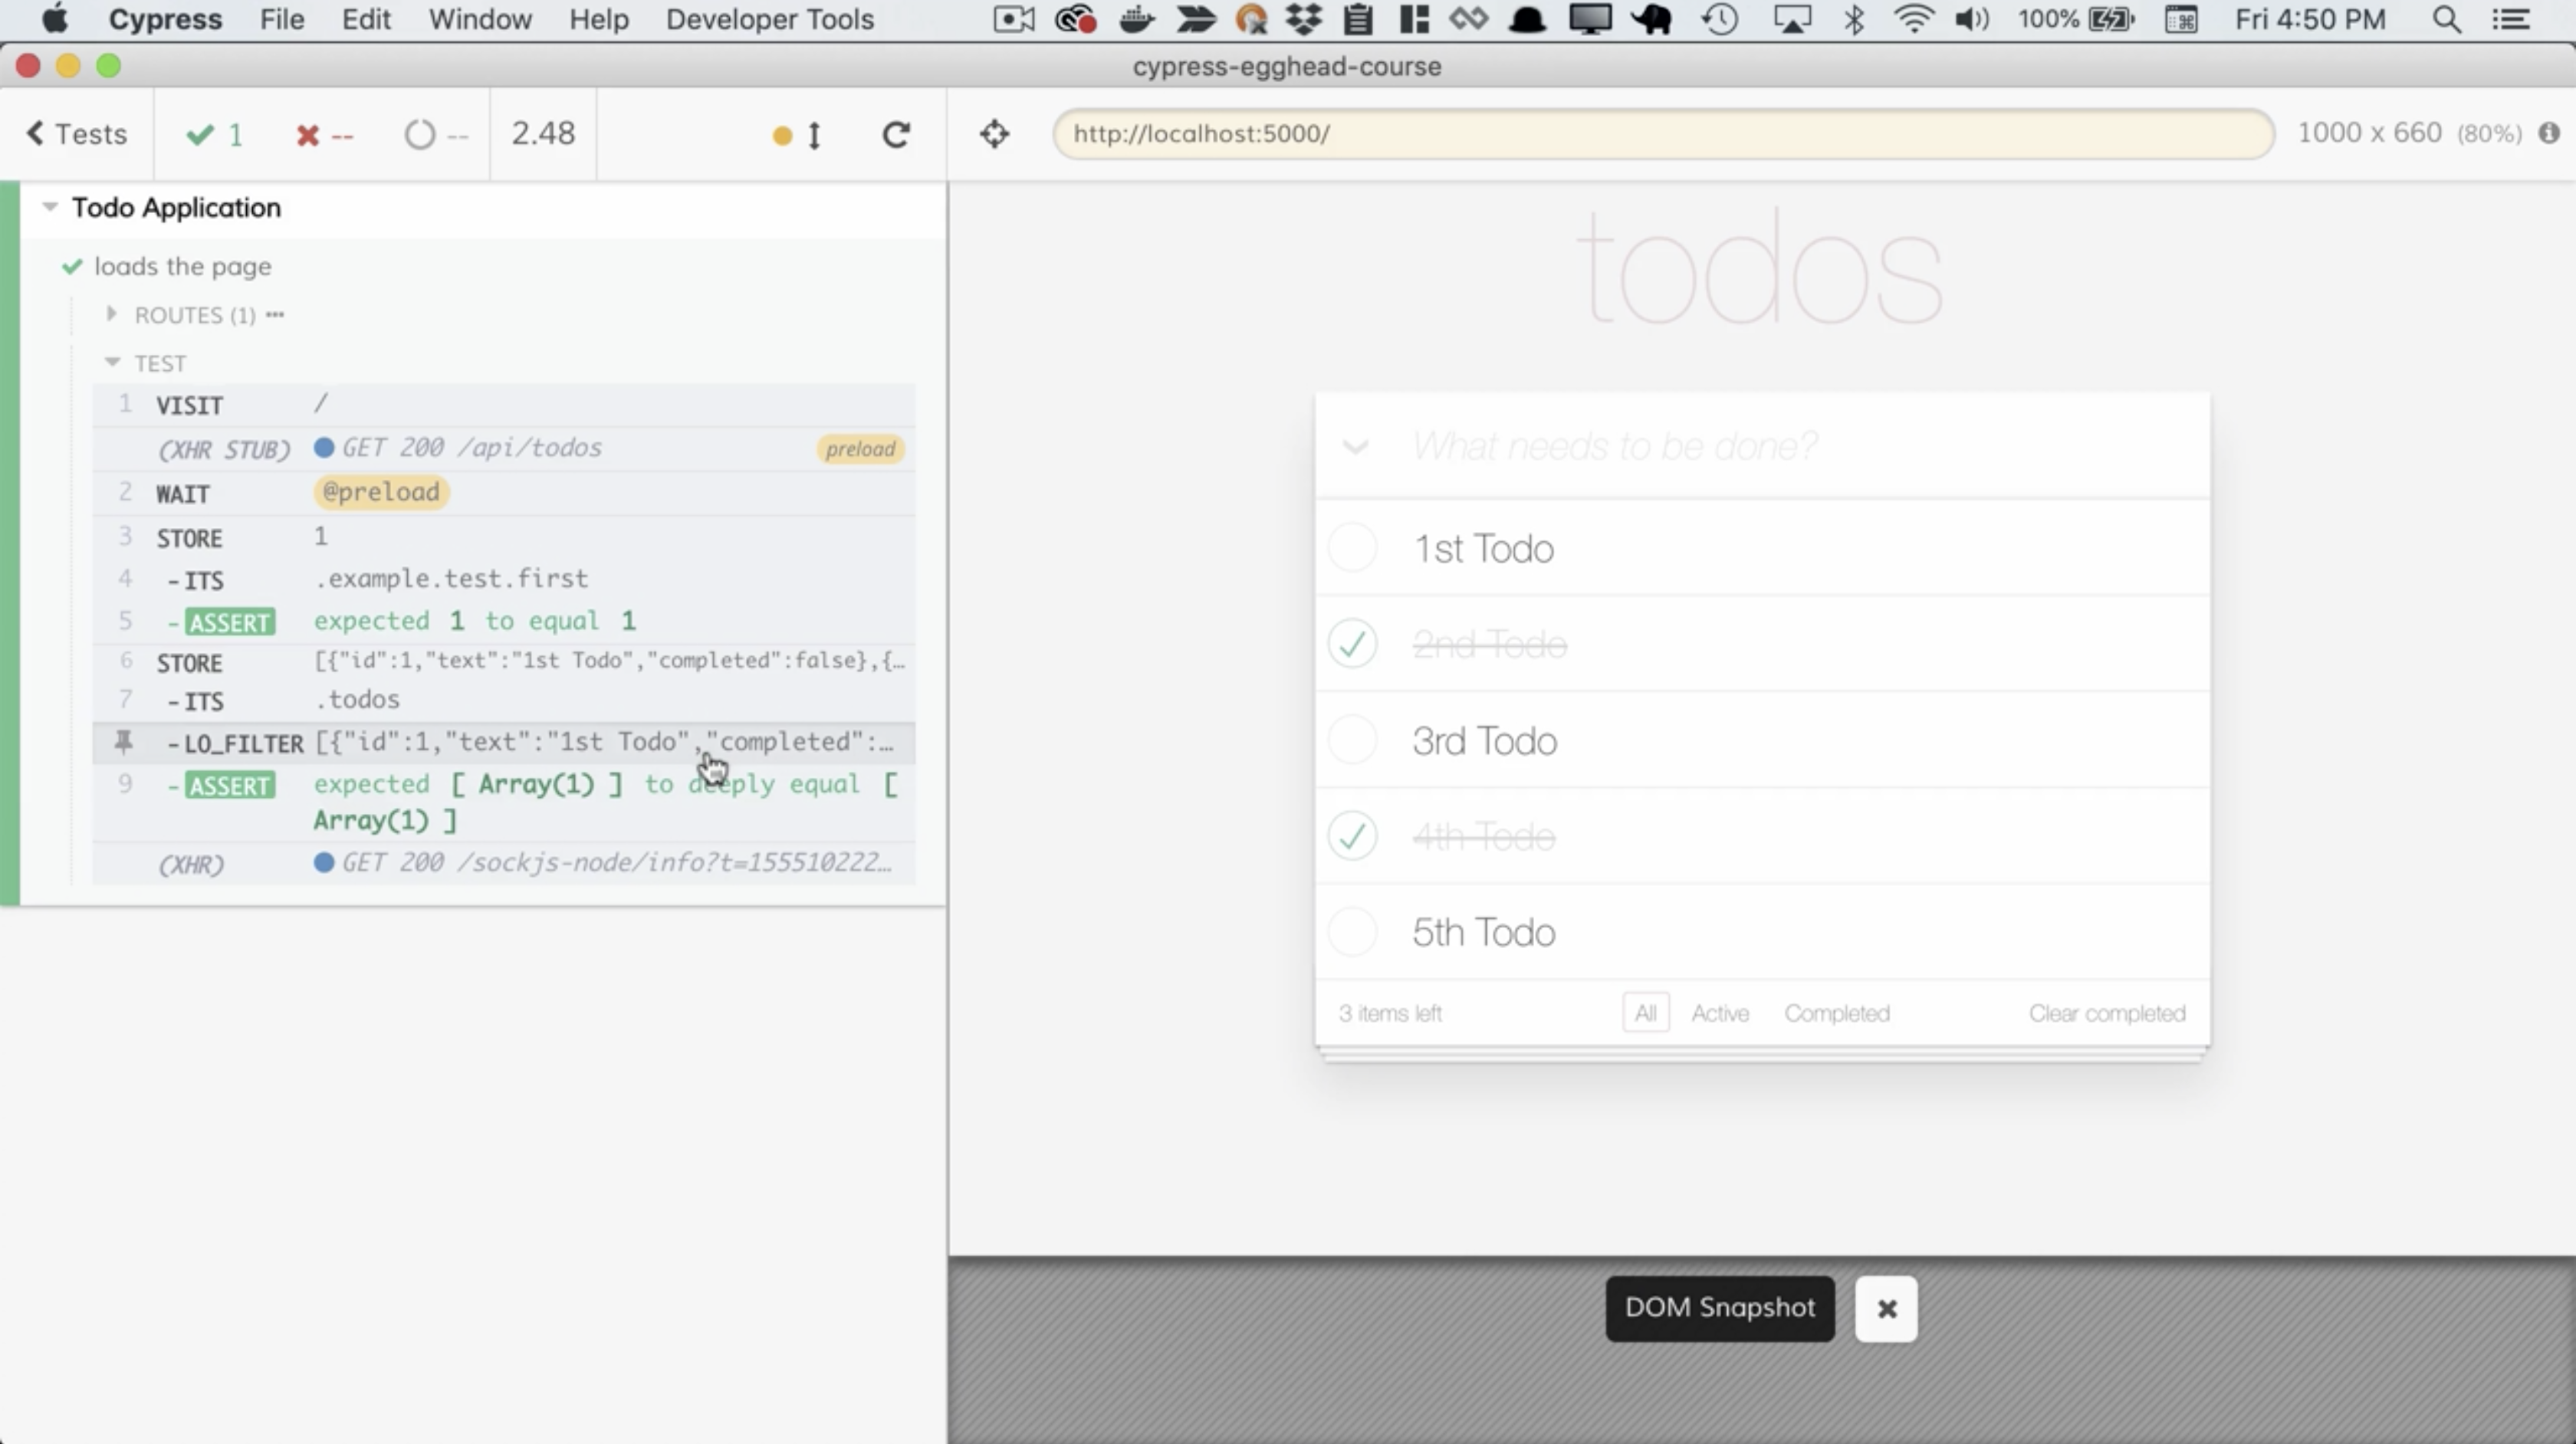 Cypress File Edit Window Help Developer Tools 100% Fri 4:50 PM
cypress-egghead-course
Tests 1 -- -- 2.48 http://localhost:5000/ 1000 x 660 (80%)
Todo Application
loads the page
ROUTES (1)
TEST
1 VISIT /
(XHR STUB) GET 200 /api/todos preload
2 WAIT @preload
3 STORE 1
4 -ITS .example.test.first
5 -ASSERT expected 1 to equal 1
6 STORE [{"id":1,"text":"1st Todo","completed":false},{…
7 -ITS .todos
-LO_FILTER [{"id":1,"text":"1st Todo","completed":…
9 -ASSERT expected [ Array(1) ] to deeply equal [
Array(1) ]
(XHR) GET 200 /sockjs-node/info?t=155510222…
todos
What needs to be done?
1st Todo
2nd Todo
3rd Todo
4th Todo
5th Todo
3 items left All Active Completed Clear completed
DOM Snapshot